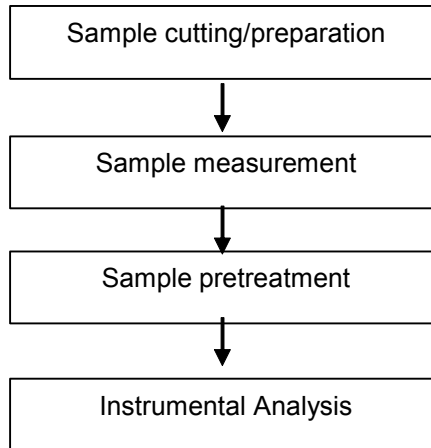 Sample cutting/preparation
Sample measurement
Sample pretreatment
Instrumental Analysis